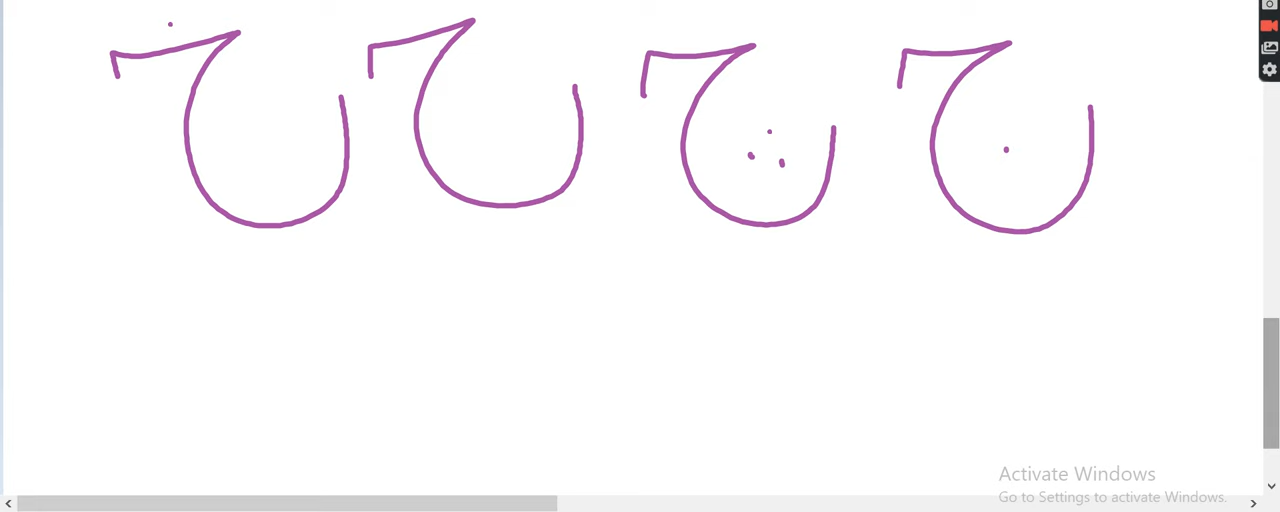 ج چ ح خ
Activate Windows
Go to Settings to activate Windows.